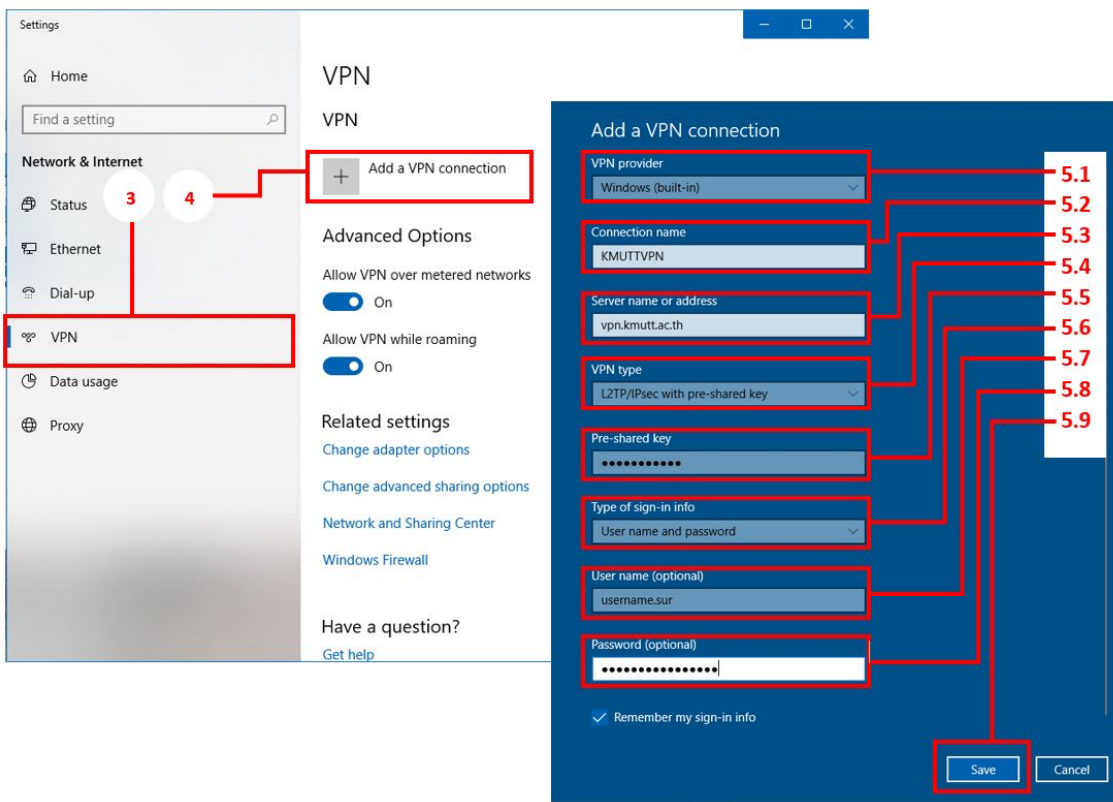 Settings
Home
Find a setting
Network & Internet
3
4
Status
Ethernet
Dial-up
VPN
Data usage
Proxy
VPN
VPN
Add a VPN connection
Advanced Options
Allow VPN over metered networks
On
Allow VPN while roaming
On
Related settings
Change adapter options
Change advanced sharing options
Network and Sharing Center
Windows Firewall
Have a question?
Get help
Add a VPN connection
VPN provider
Windows (built-in)
Connection name
KMUTTVPN
Server name or address
vpn.kmutt.ac.th
VPN type
L2TP/IPsec with pre-shared key
Pre-shared key
•••••••••••
Type of sign-in info
User name and password
User name (optional)
username.sur
Password (optional)
••••••••••••••••
Remember my sign-in info
Save
Cancel
5.1
5.2
5.3
5.4
5.5
5.6
5.7
5.8
5.9